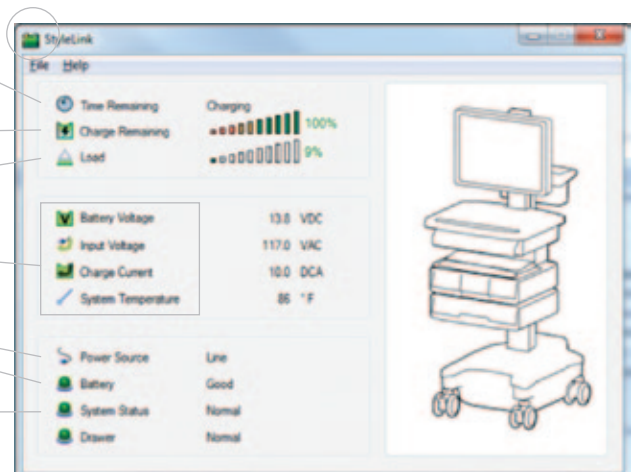 StyleLink
File Help
Time Remaining Charging
Charge Remaining 100%
Load 9%
Battery Voltage 13.8 VDC
Input Voltage 117.0 VAC
Charge Current 10.0 DCA
System Temperature 86 °F
Power Source Line
Battery Good
System Status Normal
Drawer Normal